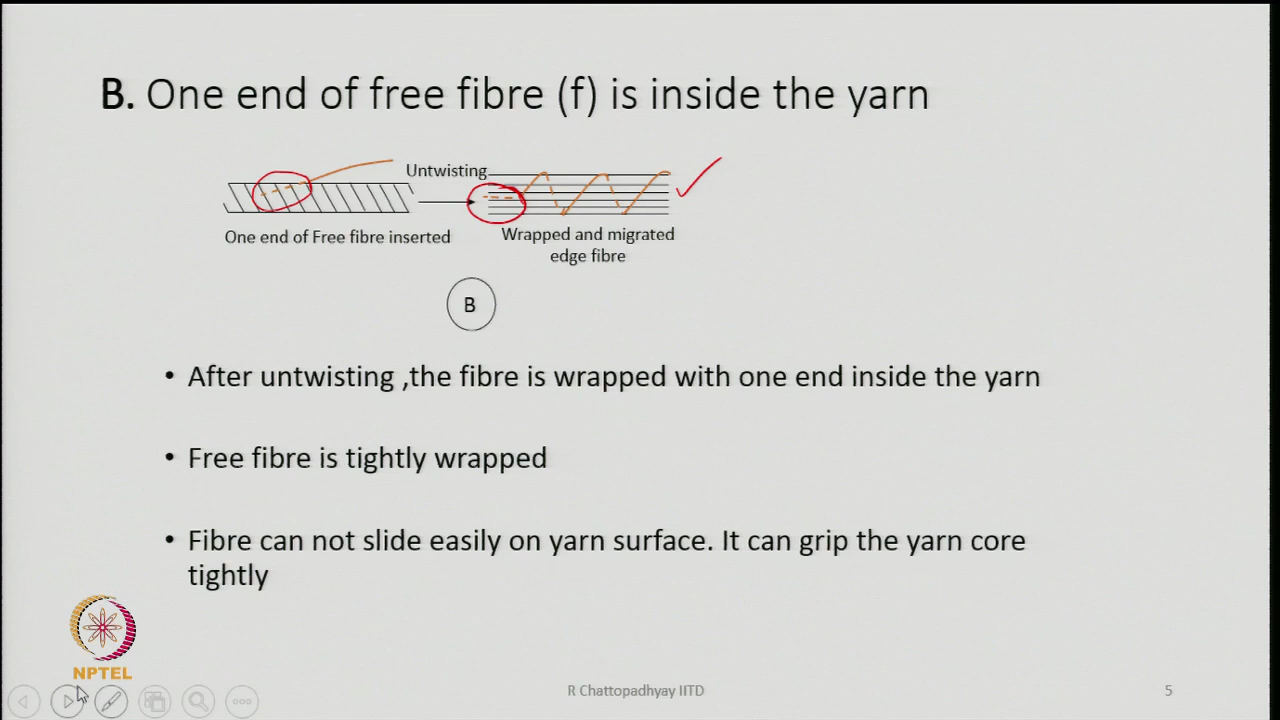 B. One end of free fibre (f) is inside the yarn
Untwisting
One end of Free fibre inserted
Wrapped and migrated
edge fibre
B
• After untwisting ,the fibre is wrapped with one end inside the yarn
• Free fibre is tightly wrapped
• Fibre can not slide easily on yarn surface. It can grip the yarn core
tightly
NPTEL
R Chattopadhyay IITD
5